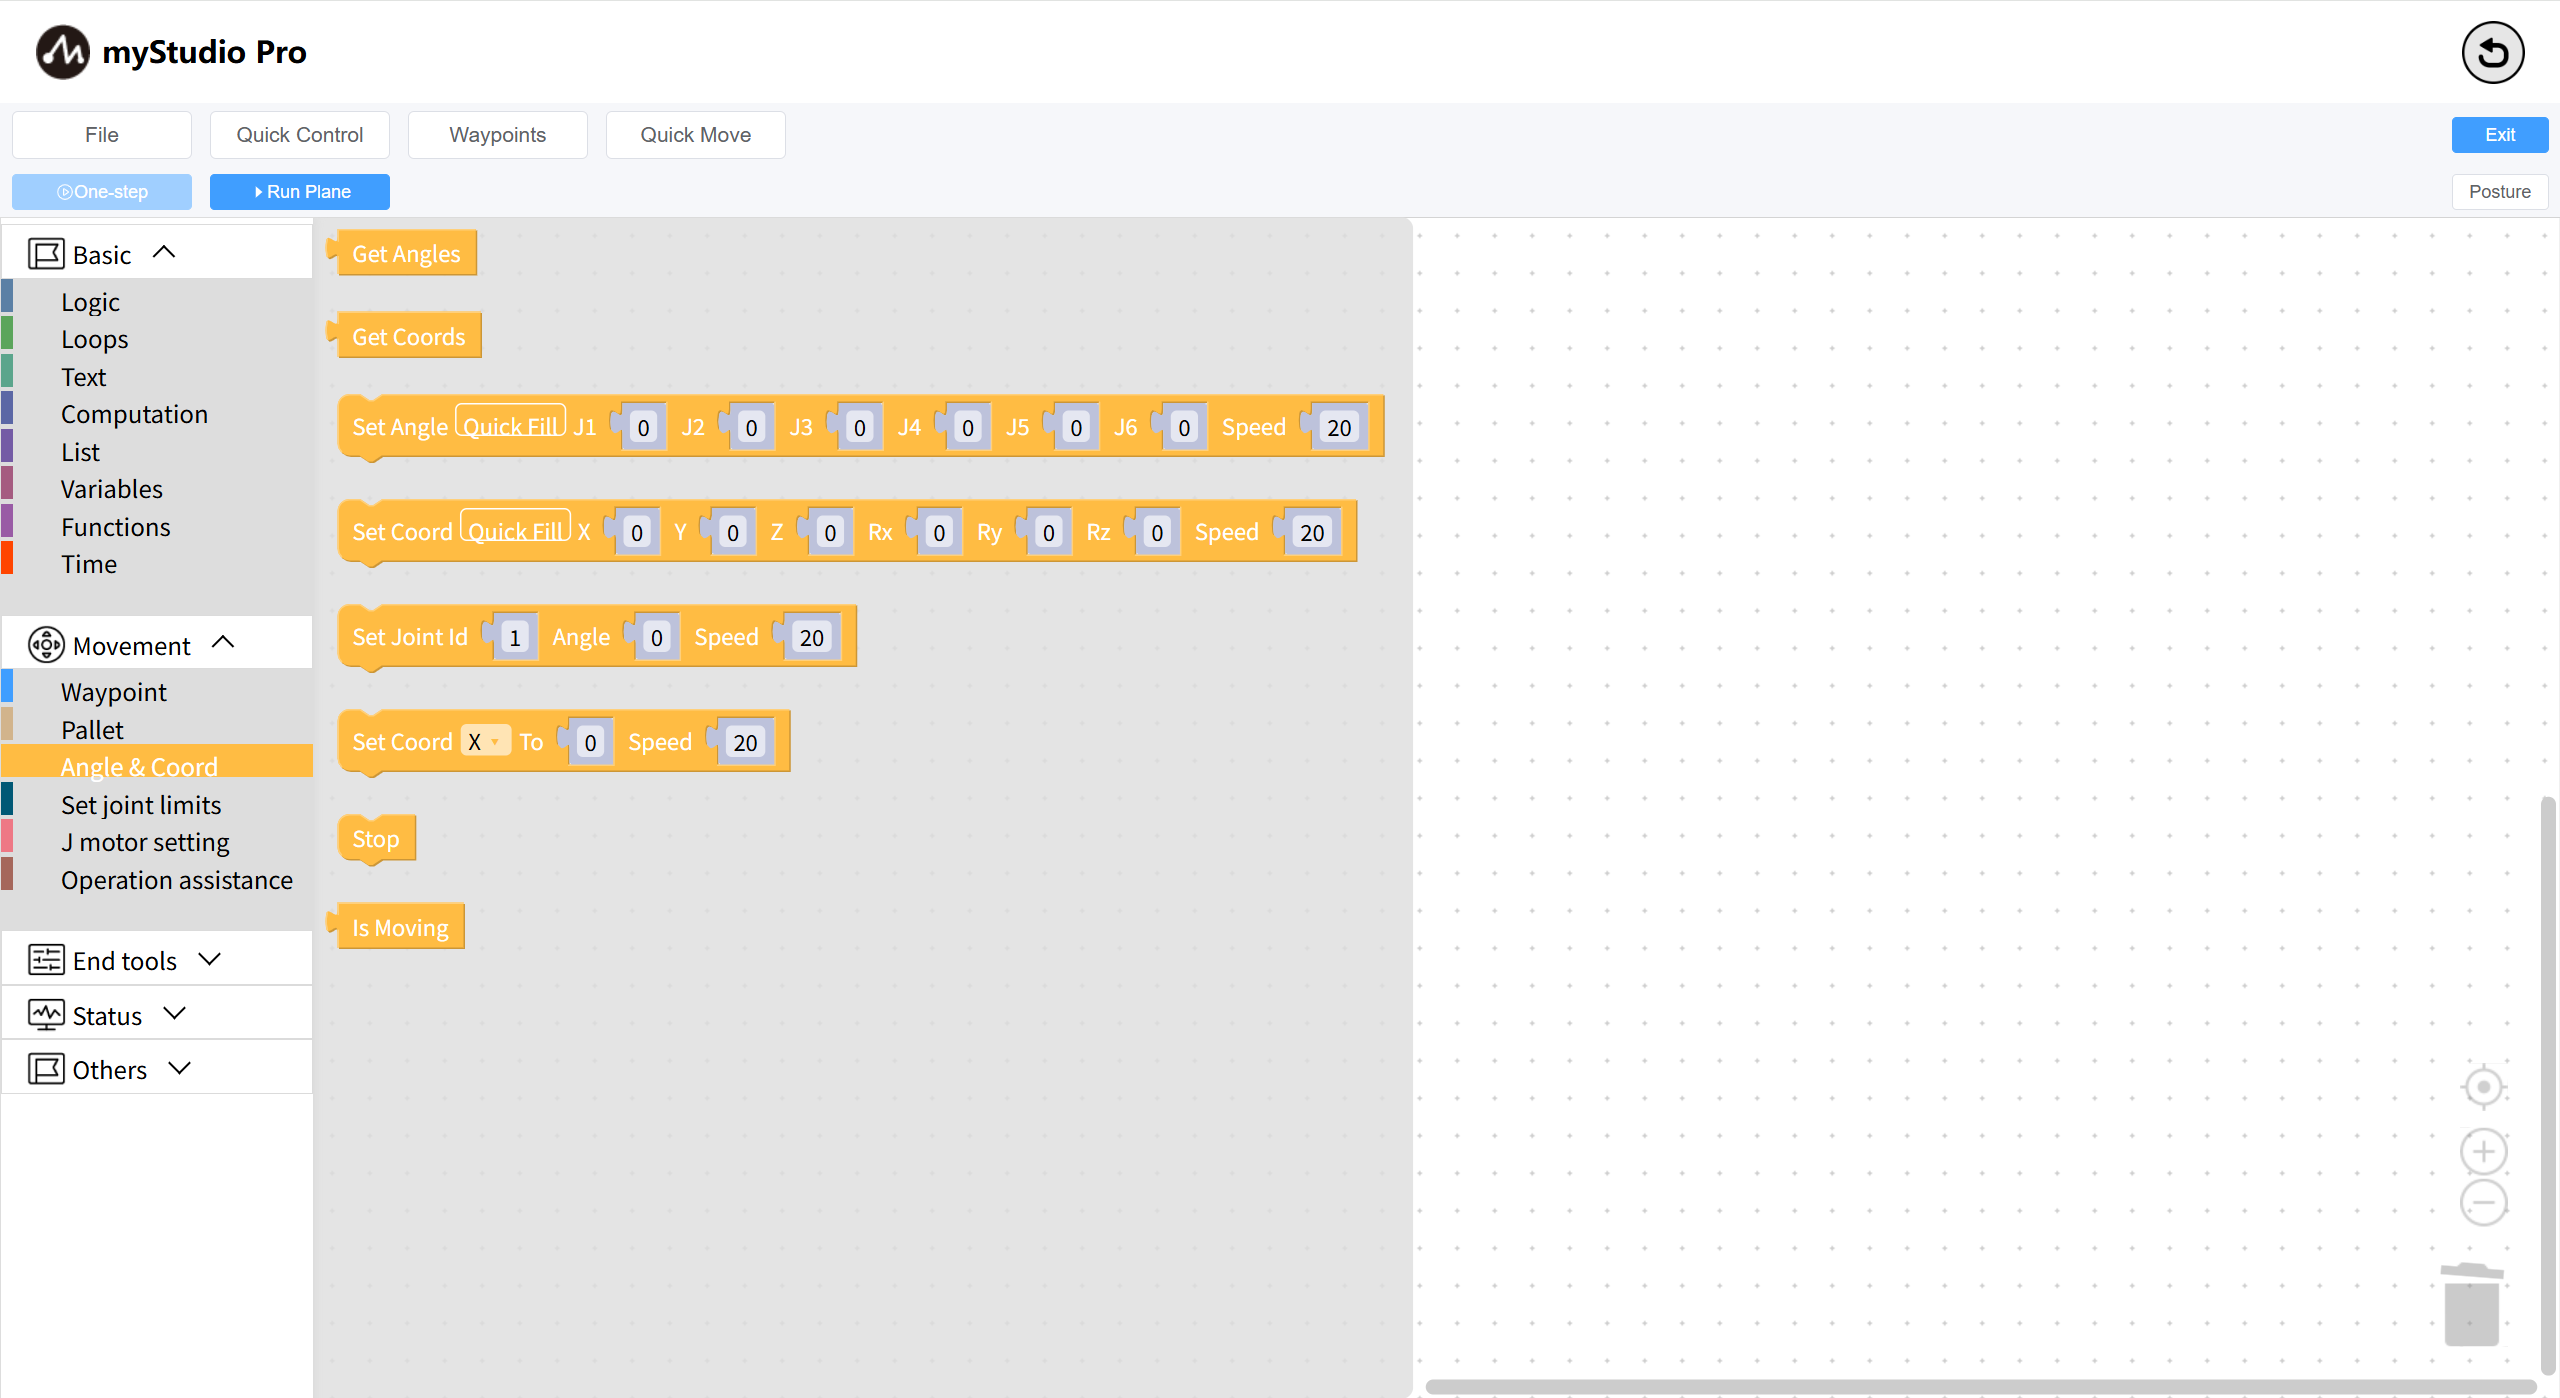 myStudio Pro
File
Quick Control
Waypoints
Quick Move
Exit
One-step
Run Plane
Posture
Basic
Logic
Loops
Text
Computation
List
Variables
Functions
Time
Movement
Waypoint
Pallet
Angle & Coord
Set joint limits
J motor setting
Operation assistance
End tools
Status
Others
Get Angles
Get Coords
Set Angle Quick Fill J1 0 J2 0 J3 0 J4 0 J5 0 J6 0 Speed 20
Set Coord Quick Fill X 0 Y 0 Z 0 Rx 0 Ry 0 Rz 0 Speed 20
Set Joint Id 1 Angle 0 Speed 20
Set Coord X To 0 Speed 20
Stop
Is Moving